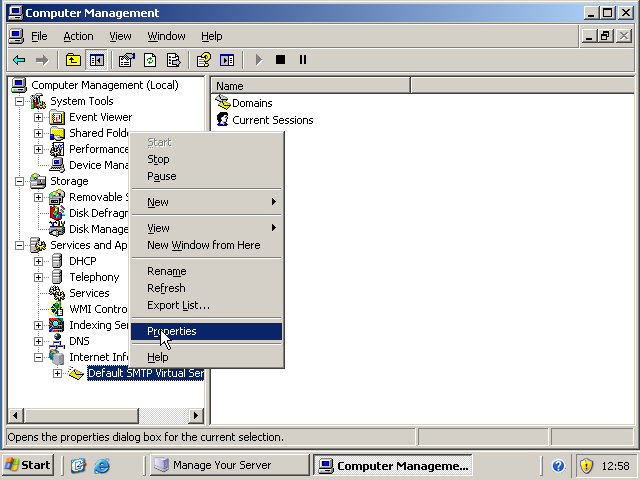 Computer Management
File Action View Window Help
Computer Management (Local)
System Tools
Event Viewer
Shared Folde
Performance
Device Mana
Storage
Removable S
Disk Defragm
Disk Manage
Services and Ap
DHCP
Telephony
Services
WMI Contro
Indexing Ser
DNS
Internet Info
Default SMTP Virtual Ser
Name
Domains
Current Sessions
Start
Stop
Pause
New
View
New Window from Here
Rename
Refresh
Export List...
Properties
Help
Opens the properties dialog box for the current selection.
Start
Manage Your Server
Computer Manageme...
12:58